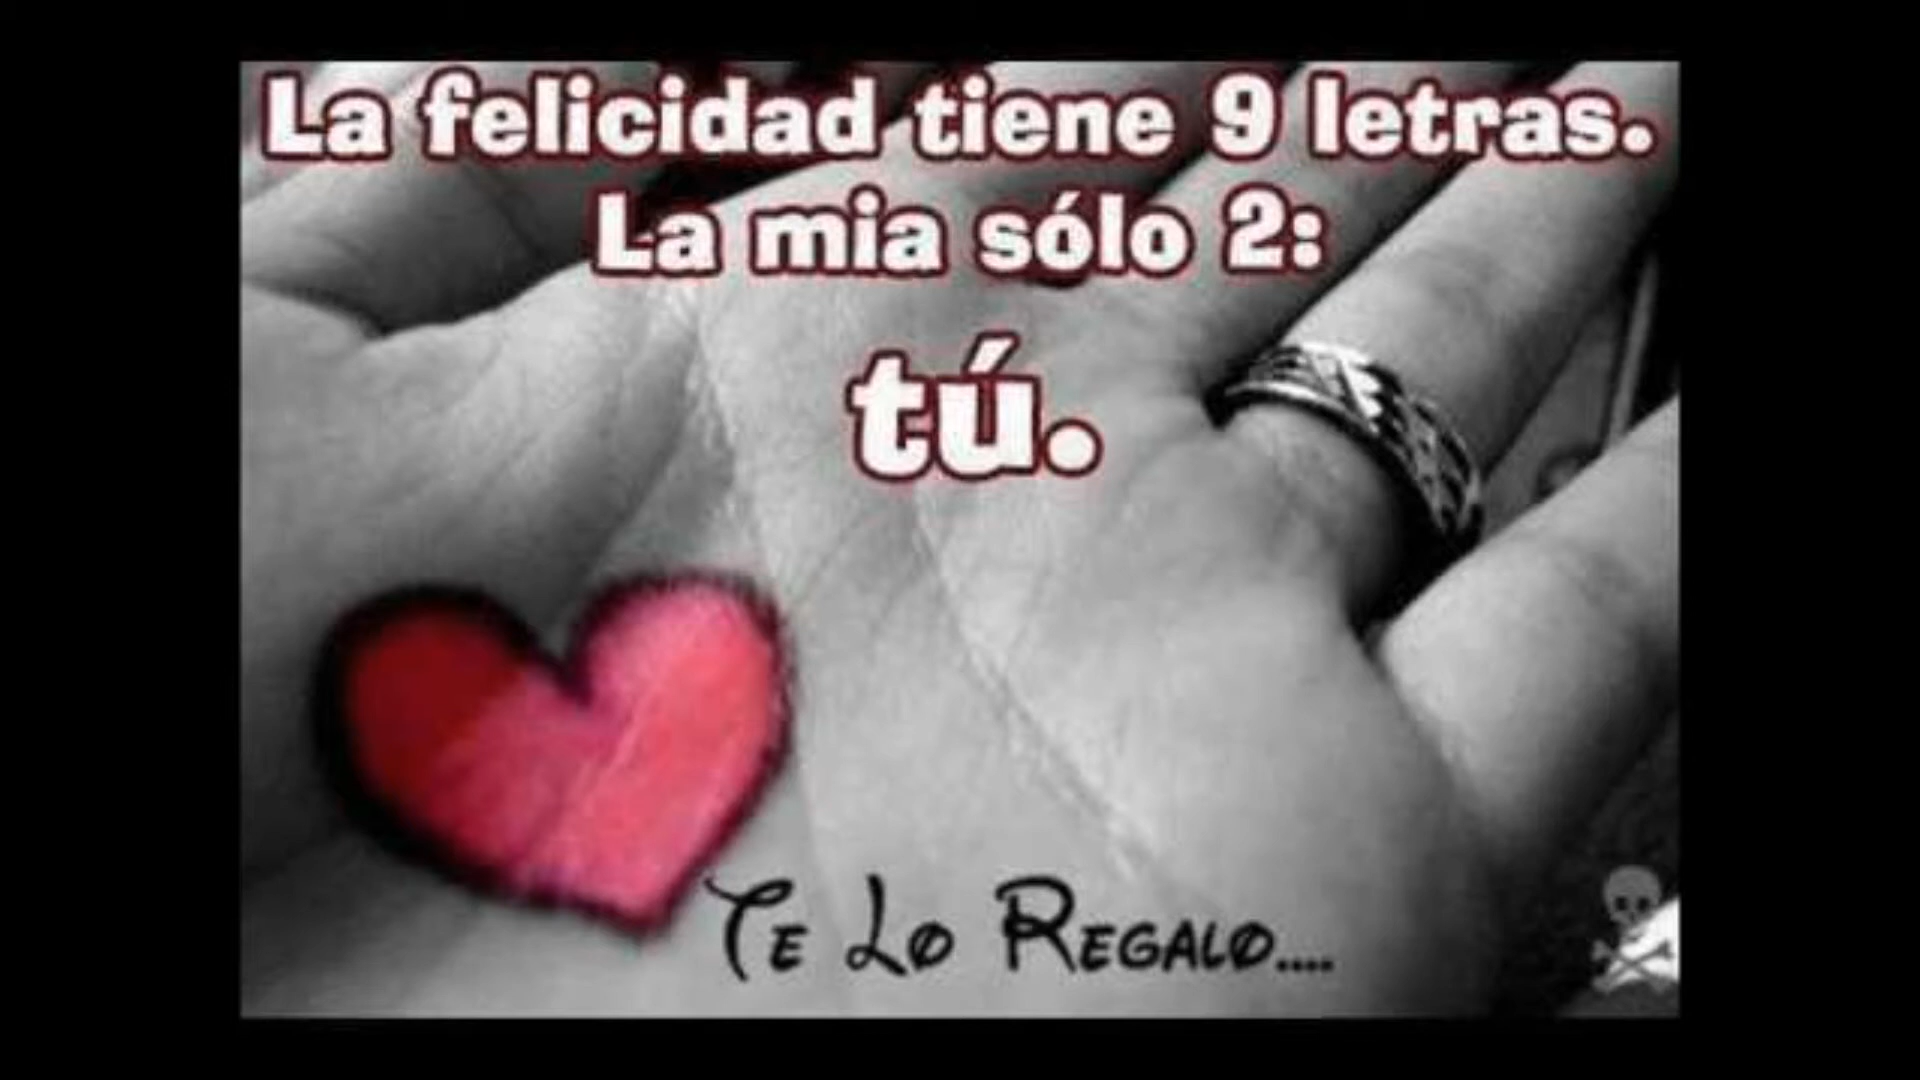 La felicidad tiene 9 letras.
La mia sólo 2:
tú.
Te Lo Regalo....